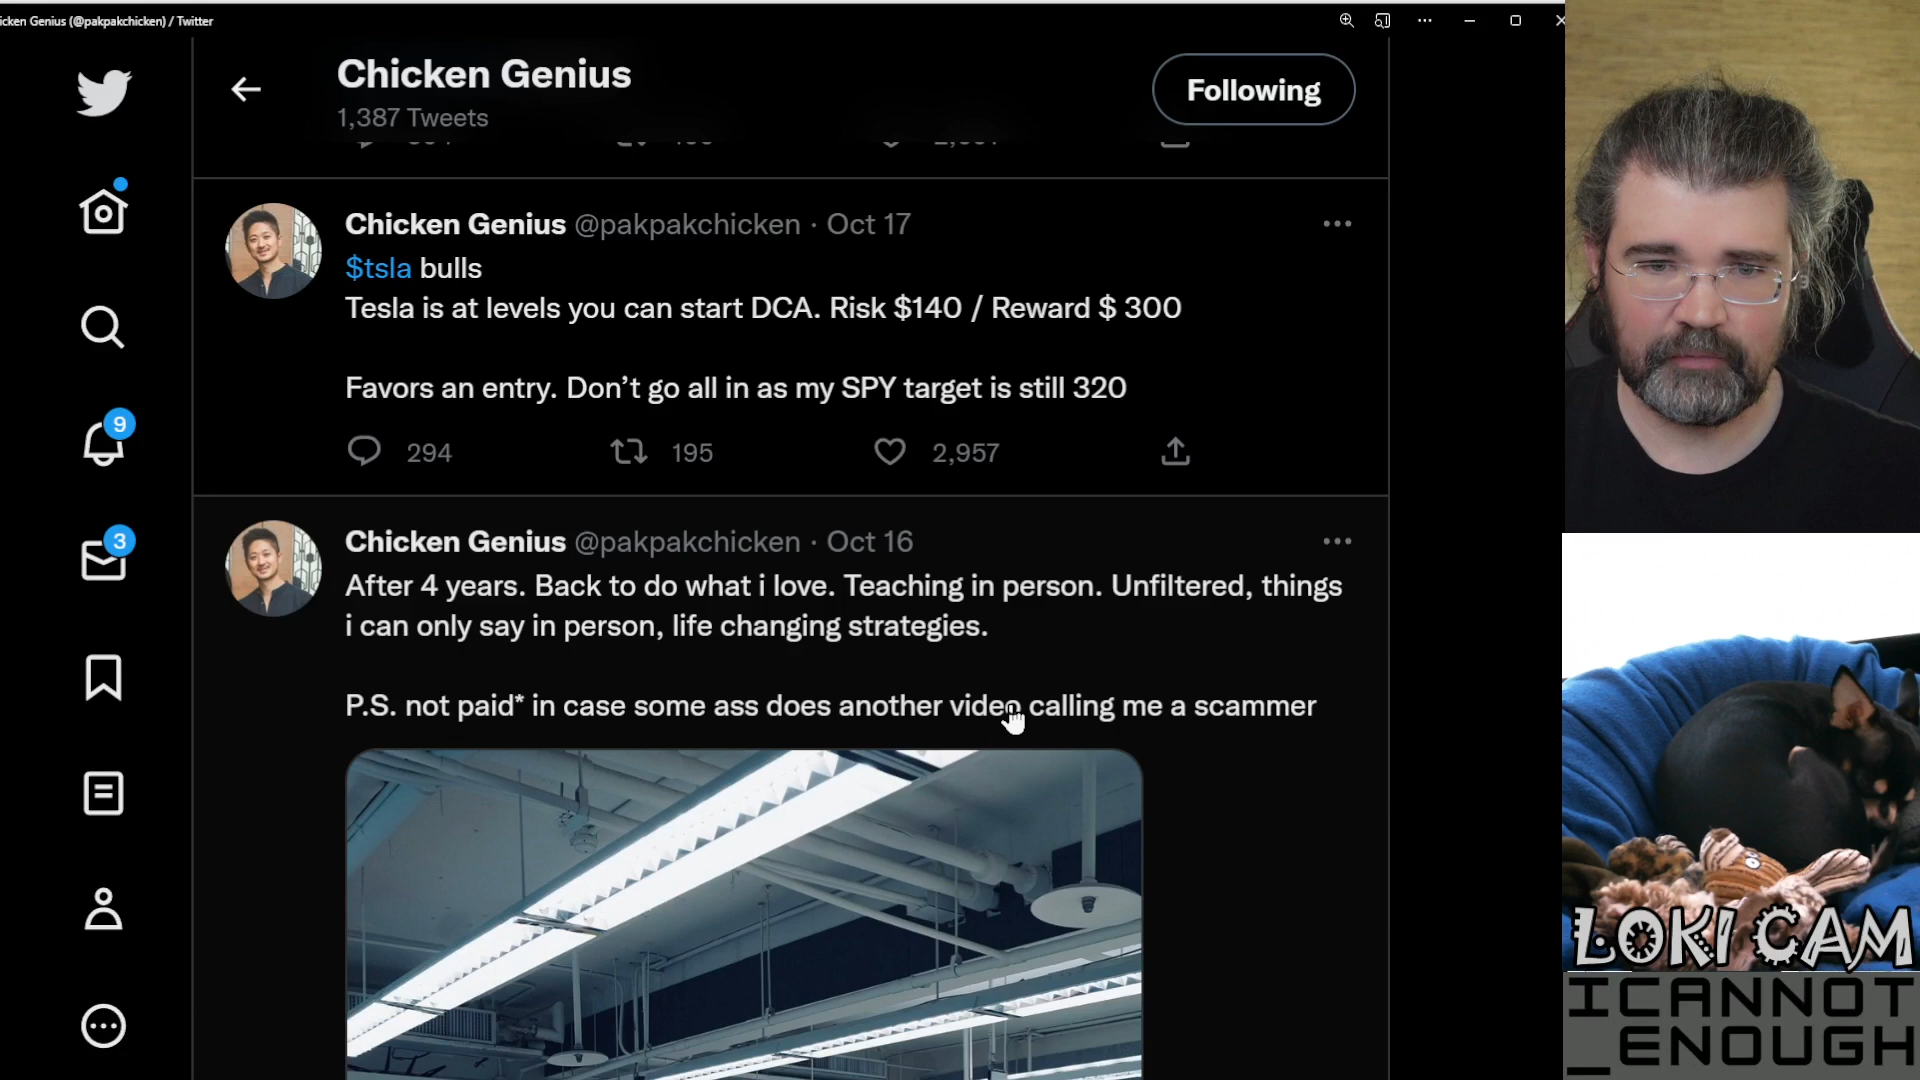 icken Genius (@pakpakchicken) / Twitter
Chicken Genius
1,387 Tweets
Following
Chicken Genius @pakpakchicken · Oct 17
$tsla bulls
Tesla is at levels you can start DCA. Risk $140 / Reward $ 300
Favors an entry. Don’t go all in as my SPY target is still 320
294 195 2,957
9
3
Chicken Genius @pakpakchicken · Oct 16
After 4 years. Back to do what i love. Teaching in person. Unfiltered, things
i can only say in person, life changing strategies.
P.S. not paid* in case some ass does another video calling me a scammer
LOKI CAM
ICANNOT
_ENOUGH